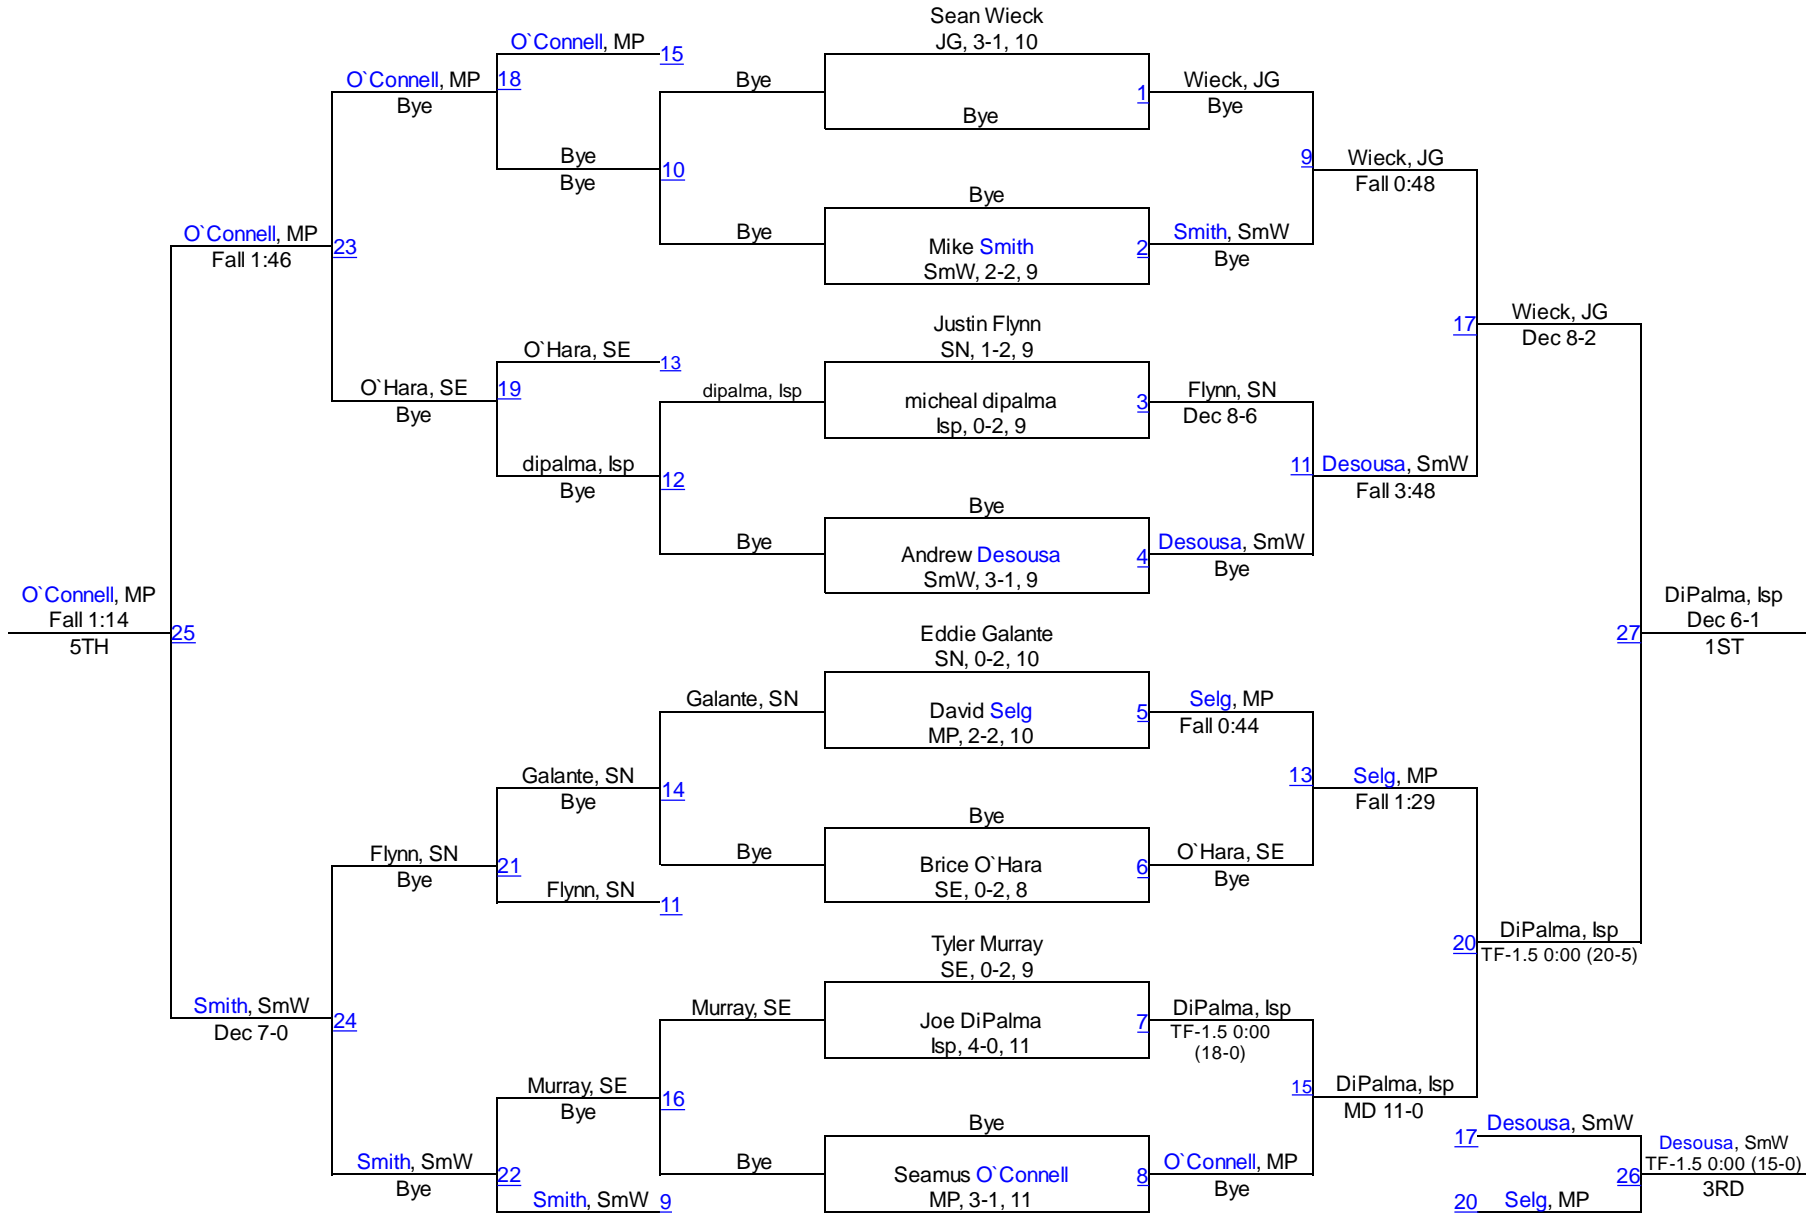 Sean Wieck
JG, 3-1, 10
O`Connell, MP
15
O`Connell, MP
18
Bye
Bye
1
Wieck, JG
Bye
Bye
Bye
10
Bye
9
Wieck, JG
Fall 0:48
Bye
Bye
Mike Smith
SmW, 2-2, 9
2
Smith, SmW
Bye
O`Connell, MP
Fall 1:46
23
Justin Flynn
SN, 1-2, 9
17
Wieck, JG
Dec 8-2
O`Hara, SE
13
O`Hara, SE
Bye
19
dipalma, Isp
micheal dipalma
Isp, 0-2, 9
3
Flynn, SN
Dec 8-6
dipalma, Isp
Bye
12
11
Desousa, SmW
Fall 3:48
Bye
Bye
Andrew Desousa
SmW, 3-1, 9
4
Desousa, SmW
Bye
O`Connell, MP
Fall 1:14
5TH
25
27
DiPalma, Isp
Dec 6-1
1ST
Eddie Galante
SN, 0-2, 10
Galante, SN
David Selg
MP, 2-2, 10
5
Selg, MP
Fall 0:44
Galante, SN
Bye
14
13
Selg, MP
Fall 1:29
Bye
Flynn, SN
Bye
21
Bye
Brice O`Hara
SE, 0-2, 8
6
O`Hara, SE
Bye
Flynn, SN
11
Tyler Murray
SE, 0-2, 9
20
DiPalma, Isp
TF-1.5 0:00 (20-5)
Smith, SmW
Dec 7-0
24
Murray, SE
Joe DiPalma
Isp, 4-0, 11
7
DiPalma, Isp
TF-1.5 0:00
(18-0)
Murray, SE
Bye
16
15
DiPalma, Isp
MD 11-0
Bye
Smith, SmW
Bye
22
Bye
Seamus O`Connell
MP, 3-1, 11
8
O`Connell, MP
Bye
Smith, SmW
9
17
Desousa, SmW
26
Desousa, SmW
TF-1.5 0:00 (15-0)
3RD
20
Selg, MP